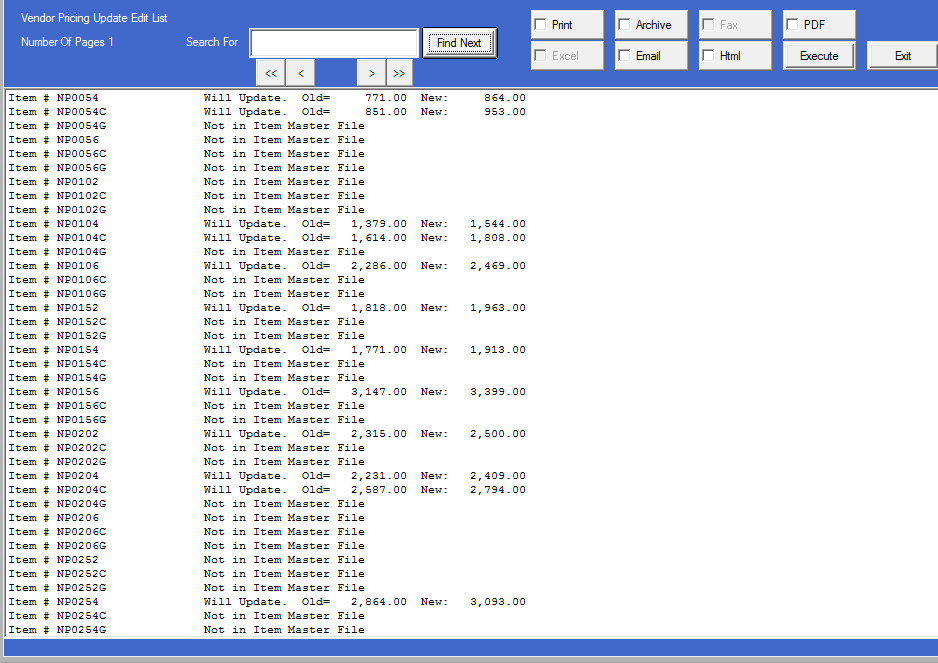 Vendor Pricing Update Edit List
Number Of Pages 1
Search For
Find Next
<< < > >>
Print Archive Fax PDF
Excel Email Html Execute Exit
Item # NP0054 Will Update. Old= 771.00 New: 864.00
Item # NP0054C Will Update. Old= 851.00 New: 953.00
Item # NP0054G Not in Item Master File
Item # NP0056 Not in Item Master File
Item # NP0056C Not in Item Master File
Item # NP0056G Not in Item Master File
Item # NP0102 Not in Item Master File
Item # NP0102C Not in Item Master File
Item # NP0102G Not in Item Master File
Item # NP0104 Will Update. Old= 1,379.00 New: 1,544.00
Item # NP0104C Will Update. Old= 1,614.00 New: 1,808.00
Item # NP0104G Not in Item Master File
Item # NP0106 Will Update. Old= 2,286.00 New: 2,469.00
Item # NP0106C Not in Item Master File
Item # NP0106G Not in Item Master File
Item # NP0152 Will Update. Old= 1,818.00 New: 1,963.00
Item # NP0152C Not in Item Master File
Item # NP0152G Not in Item Master File
Item # NP0154 Will Update. Old= 1,771.00 New: 1,913.00
Item # NP0154C Not in Item Master File
Item # NP0154G Not in Item Master File
Item # NP0156 Will Update. Old= 3,147.00 New: 3,399.00
Item # NP0156C Not in Item Master File
Item # NP0156G Not in Item Master File
Item # NP0202 Will Update. Old= 2,315.00 New: 2,500.00
Item # NP0202C Not in Item Master File
Item # NP0202G Not in Item Master File
Item # NP0204 Will Update. Old= 2,231.00 New: 2,409.00
Item # NP0204C Will Update. Old= 2,587.00 New: 2,794.00
Item # NP0204G Not in Item Master File
Item # NP0206 Not in Item Master File
Item # NP0206C Not in Item Master File
Item # NP0206G Not in Item Master File
Item # NP0252 Not in Item Master File
Item # NP0252C Not in Item Master File
Item # NP0252G Not in Item Master File
Item # NP0254 Will Update. Old= 2,864.00 New: 3,093.00
Item # NP0254C Not in Item Master File
Item # NP0254G Not in Item Master File